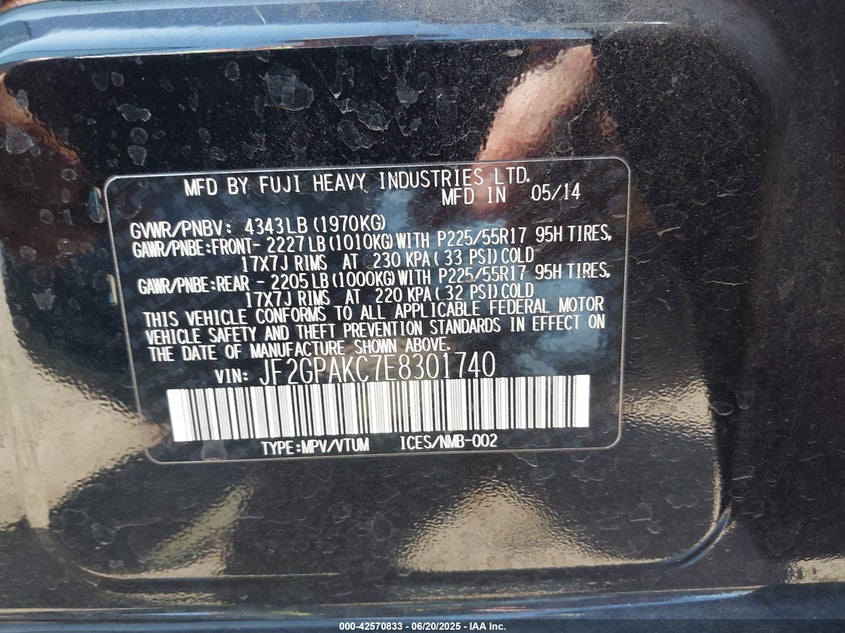 MFD BY FUJI HEAVY INDUSTRIES LTD.
MFD IN 05/14
GVWR/PNBV: 4343LB (1970KG)
GAWR/PNBE:FRONT- 2227LB (1010KG)WITH P225/55R17 95H TIRES,
17X7J RIMS AT 230 KPA ( 33 PSI)COLD
GAWR/PNBE:REAR - 2205LB (1000KG)WITH P225/55R17 95H TIRES,
17X7J RIMS AT 220 KPA ( 32 PSI)COLD
THIS VEHICLE CONFORMS TO ALL APPLICABLE FEDERAL MOTOR
VEHICLE SAFETY AND THEFT PREVENTION STANDARDS IN EFFECT ON
THE DATE OF MANUFACTURE SHOWN ABOVE.
VIN: JF2GPAKC7E8301740
TYPE:MPV/VTUM ICES/NMB-002
000-42570833 - 06/20/2025 - IAA Inc.